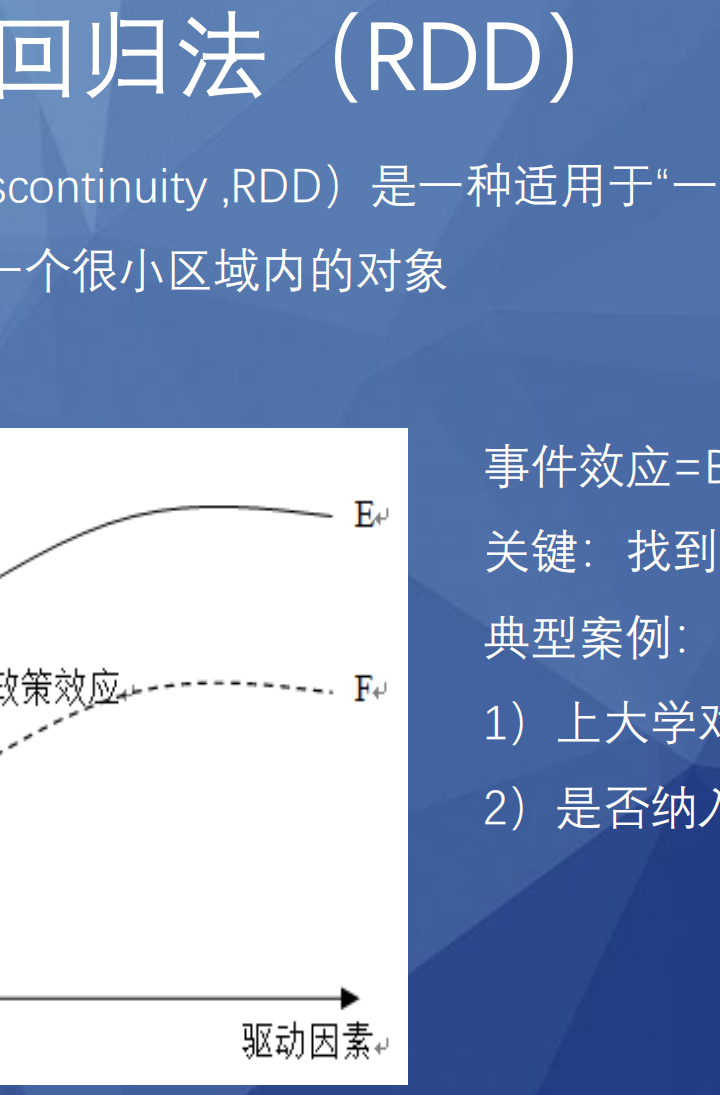 回归法（RDD）
scontinuity ,RDD）是一种适用于“一
一个很小区域内的对象
事件效应=E
关键：找到
典型案例：
1）上大学对
2）是否纳入
E
政策效应
F
驱动因素